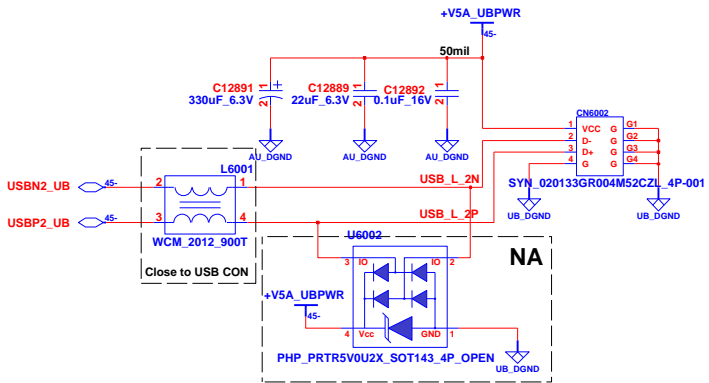 +V5A_UBPWR
45-
50mil
C12891
1
2
330uF_6.3V
C12889
1
2
22uF_6.3V
C12892
1
2
0.1uF_16V
AU_DGND
AU_DGND
AU_DGND
CN6002
1 VCC G G1
2 D- G G2
3 D+ G G3
4 G G G4
SYN_020133GR004M52CZL_4P-001
UB_DGND
UB_DGND
L6001
USBN2_UB 45- 2 1 USB_L_2N
USBP2_UB 45- 3 4 USB_L_2P
WCM_2012_900T
Close to USB CON
U6002
NA
3 IO IO 2
+V5A_UBPWR
45-
4 Vcc GND 1
PHP_PRTR5V0U2X_SOT143_4P_OPEN
UB_DGND